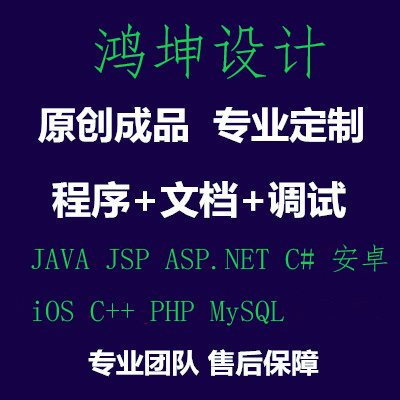 鸿坤设计
原创成品 专业定制
程序+文档+调试
JAVA JSP ASP.NET C# 安卓
iOS C++ PHP MySQL
专业团队 售后保障